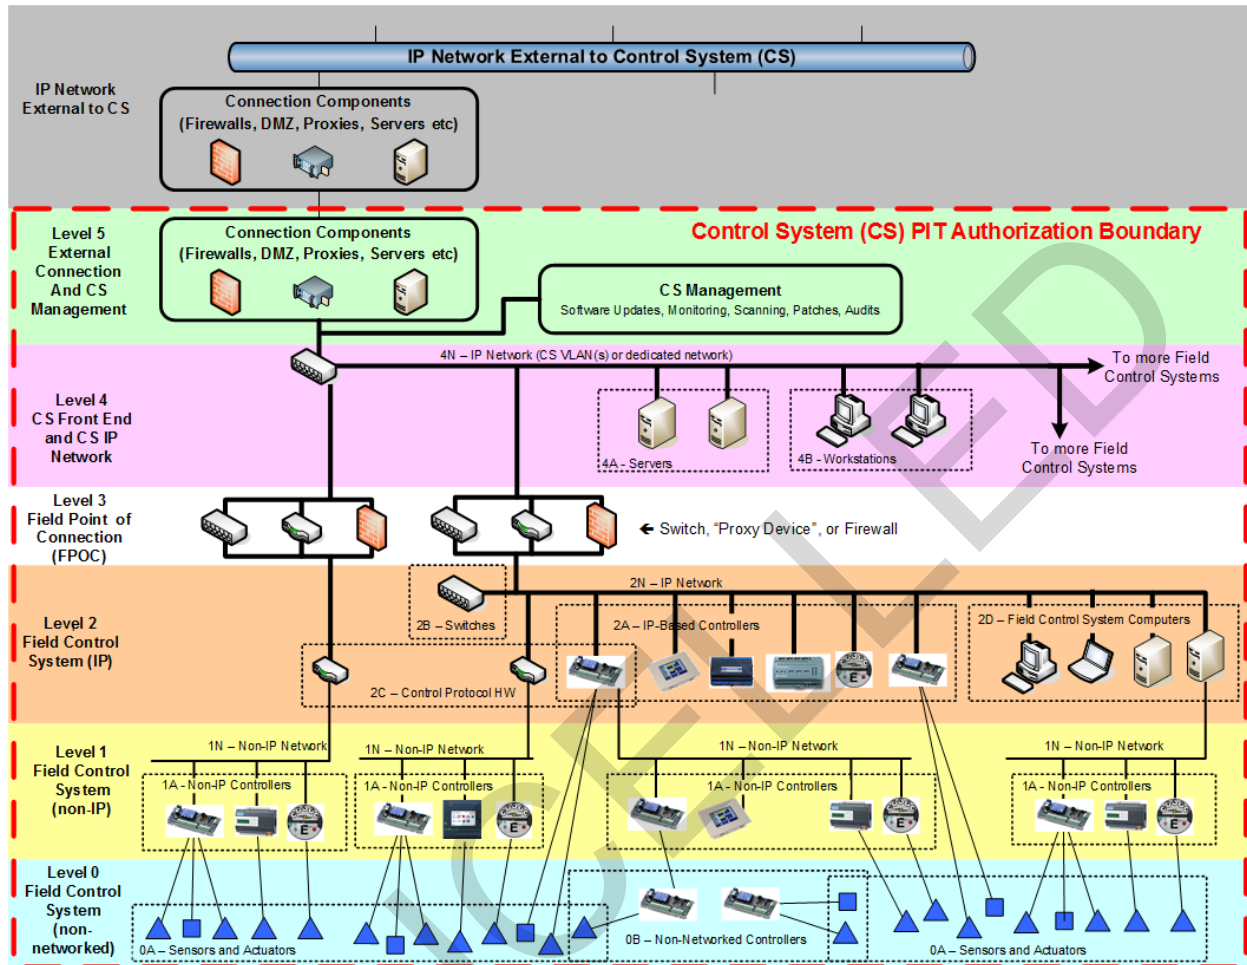 IP Network External to Control System (CS)
IP Network
External to CS
Connection Components
(Firewalls, DMZ, Proxies, Servers etc)
Level 5
External
Connection
And CS
Management
Connection Components
(Firewalls, DMZ, Proxies, Servers etc)
Control System (CS) PIT Authorization Boundary
CS Management
Software Updates, Monitoring, Scanning, Patches, Audits
4N – IP Network (CS VLAN(s) or dedicated network)
To more Field
Control Systems
Level 4
CS Front End
and CS IP
Network
4A - Servers
4B - Workstations
To more Field
Control Systems
Level 3
Field Point of
Connection
(FPOC)
Switch, “Proxy Device”, or Firewall
Level 2
Field Control
System (IP)
2N – IP Network
2B – Switches
2A – IP-Based Controllers
2D – Field Control System Computers
E
2C – Control Protocol HW
Level 1
Field Control
System
(non-IP)
1N – Non-IP Network
1N – Non-IP Network
1N – Non-IP Network
1N – Non-IP Network
1A - Non-IP Controllers
1A - Non-IP Controllers
1A - Non-IP Controllers
1A - Non-IP Controllers
E
E
E
E
Level 0
Field Control
System
(non-
networked)
0A – Sensors and Actuators
0B – Non-Networked Controllers
0A – Sensors and Actuators
CELLED